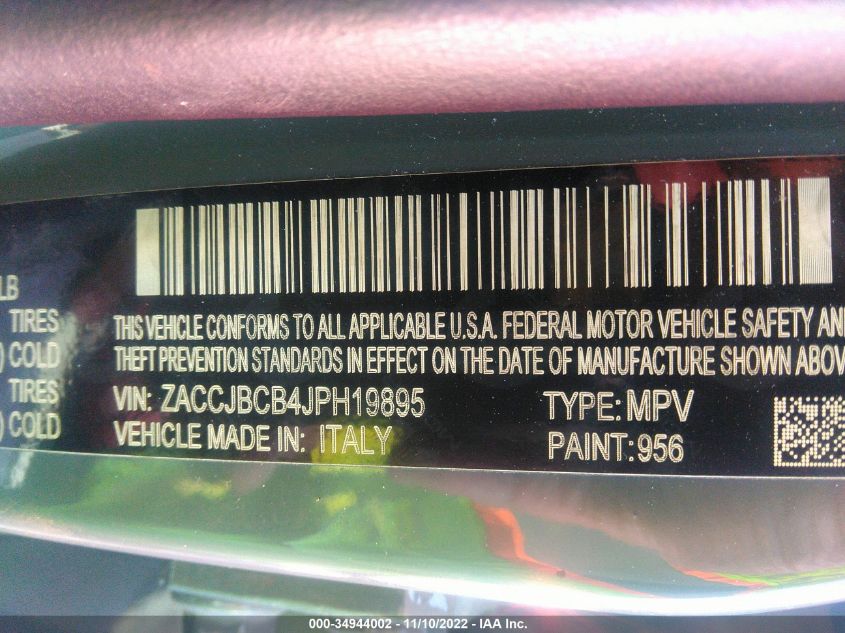 LB
TIRES
) COLD
TIRES
) COLD
THIS VEHICLE CONFORMS TO ALL APPLICABLE U.S.A. FEDERAL MOTOR VEHICLE SAFETY AN
THEFT PREVENTION STANDARDS IN EFFECT ON THE DATE OF MANUFACTURE SHOWN ABOV
VIN: ZACCJBCB4JPH19895 TYPE: MPV
VEHICLE MADE IN: ITALY PAINT: 956
000-34944002 - 11/10/2022 - IAA Inc.